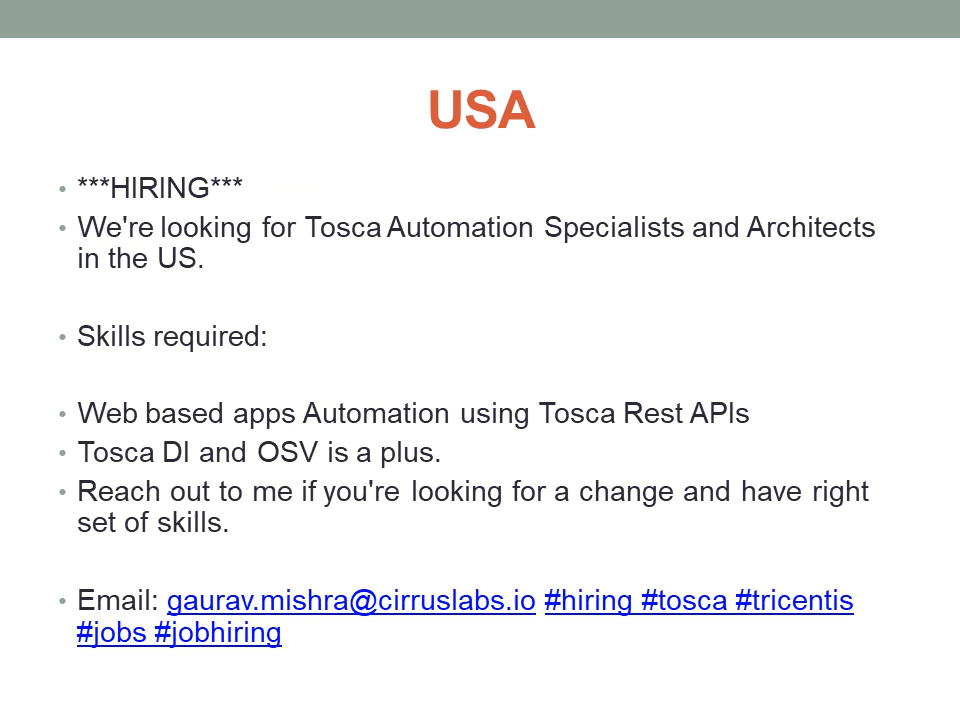 USA
• ***HIRING***
• We're looking for Tosca Automation Specialists and Architects
in the US.
• Skills required:
• Web based apps Automation using Tosca Rest APIs
• Tosca DI and OSV is a plus.
• Reach out to me if you're looking for a change and have right
set of skills.
• Email: gaurav.mishra@cirruslabs.io #hiring #tosca #tricentis
#jobs #jobhiring